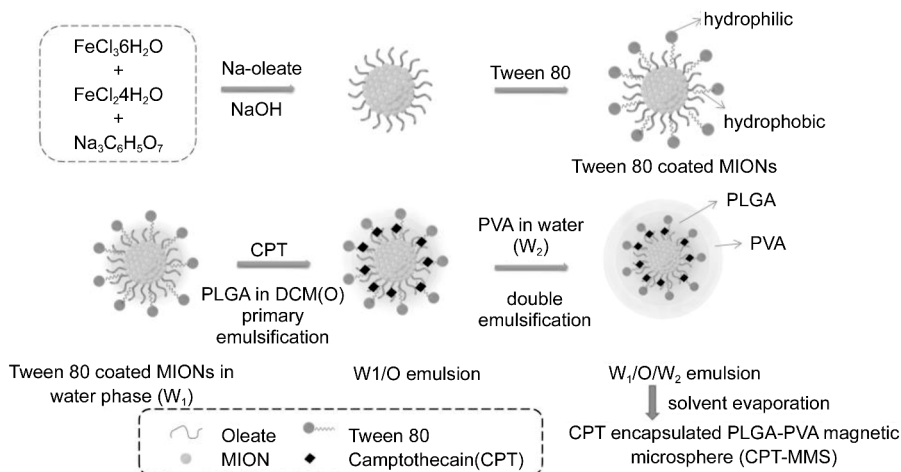 FeCl₃6H₂O
+
FeCl₂4H₂O
+
Na₃C₆H₅O₇
Na-oleate
NaOH
Tween 80
hydrophilic
hydrophobic
Tween 80 coated MIONs
CPT
PLGA in DCM(O)
primary
emulsification
PVA in water
(W₂)
double
emulsification
PLGA
PVA
Tween 80 coated MIONs in
water phase (W₁)
W1/O emulsion
W₁/O/W₂ emulsion
solvent evaporation
CPT encapsulated PLGA-PVA magnetic
microsphere (CPT-MMS)
Oleate
Tween 80
MION
Camptothecain(CPT)